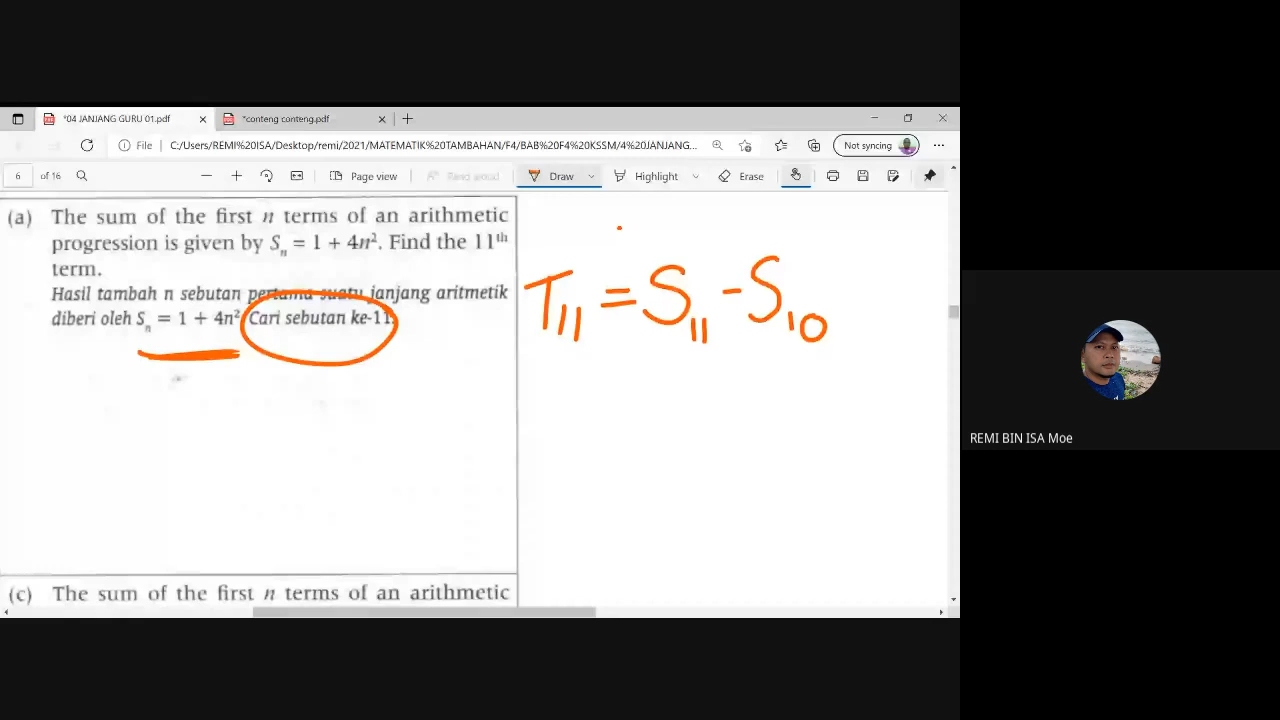 *04 JANJANG GURU 01.pdf
*conteng conteng.pdf
File C:/Users/REMI%20ISA/Desktop/remi/2021/MATEMATIK%20TAMBAHAN/F4/BAB%20F4%20KSSM/4%20JANJANG... Not syncing
6 of 16 Page view Read aloud Draw Highlight Erase
(a) The sum of the first n terms of an arithmetic
progression is given by Sₙ = 1 + 4n². Find the 11th
term.
Hasil tambah n sebutan pertama suatu janjang aritmetik
diberi oleh Sₙ = 1 + 4n². Cari sebutan ke-11.
T₁₁ = S₁₁ - S₁₀
(c) The sum of the first n terms of an arithmetic
REMI BIN ISA Moe